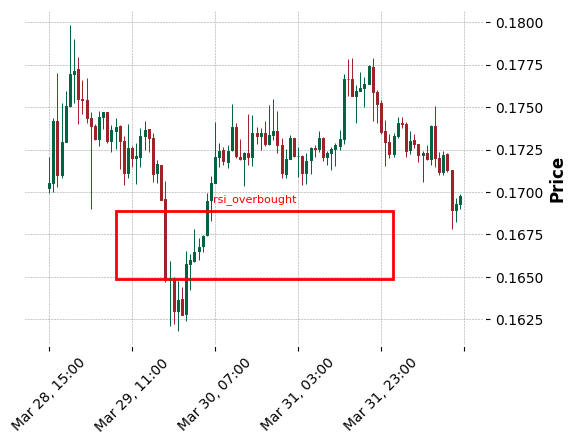 0.1800
0.1775
0.1750
0.1725
0.1700
0.1675
0.1650
0.1625
Price
rsi_overbought
Mar 28, 15:00
Mar 29, 11:00
Mar 30, 07:00
Mar 31, 03:00
Mar 31, 23:00